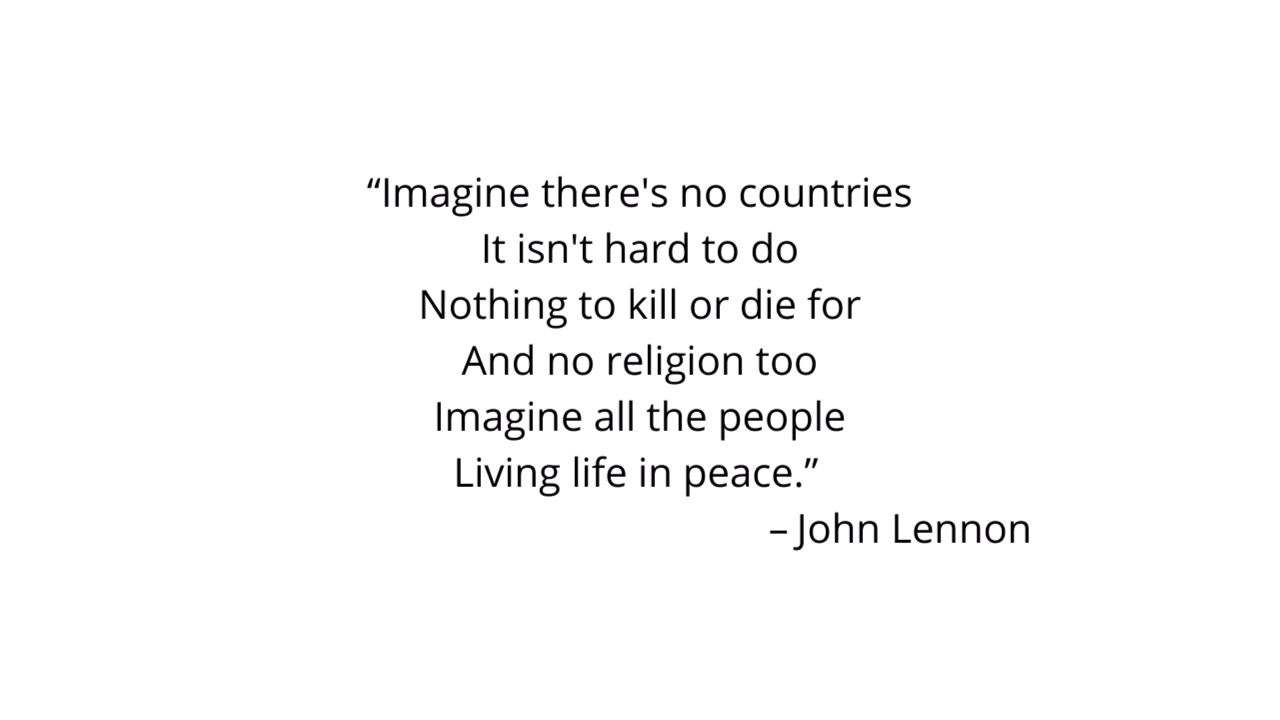 “Imagine there's no countries
It isn't hard to do
Nothing to kill or die for
And no religion too
Imagine all the people
Living life in peace.”
– John Lennon